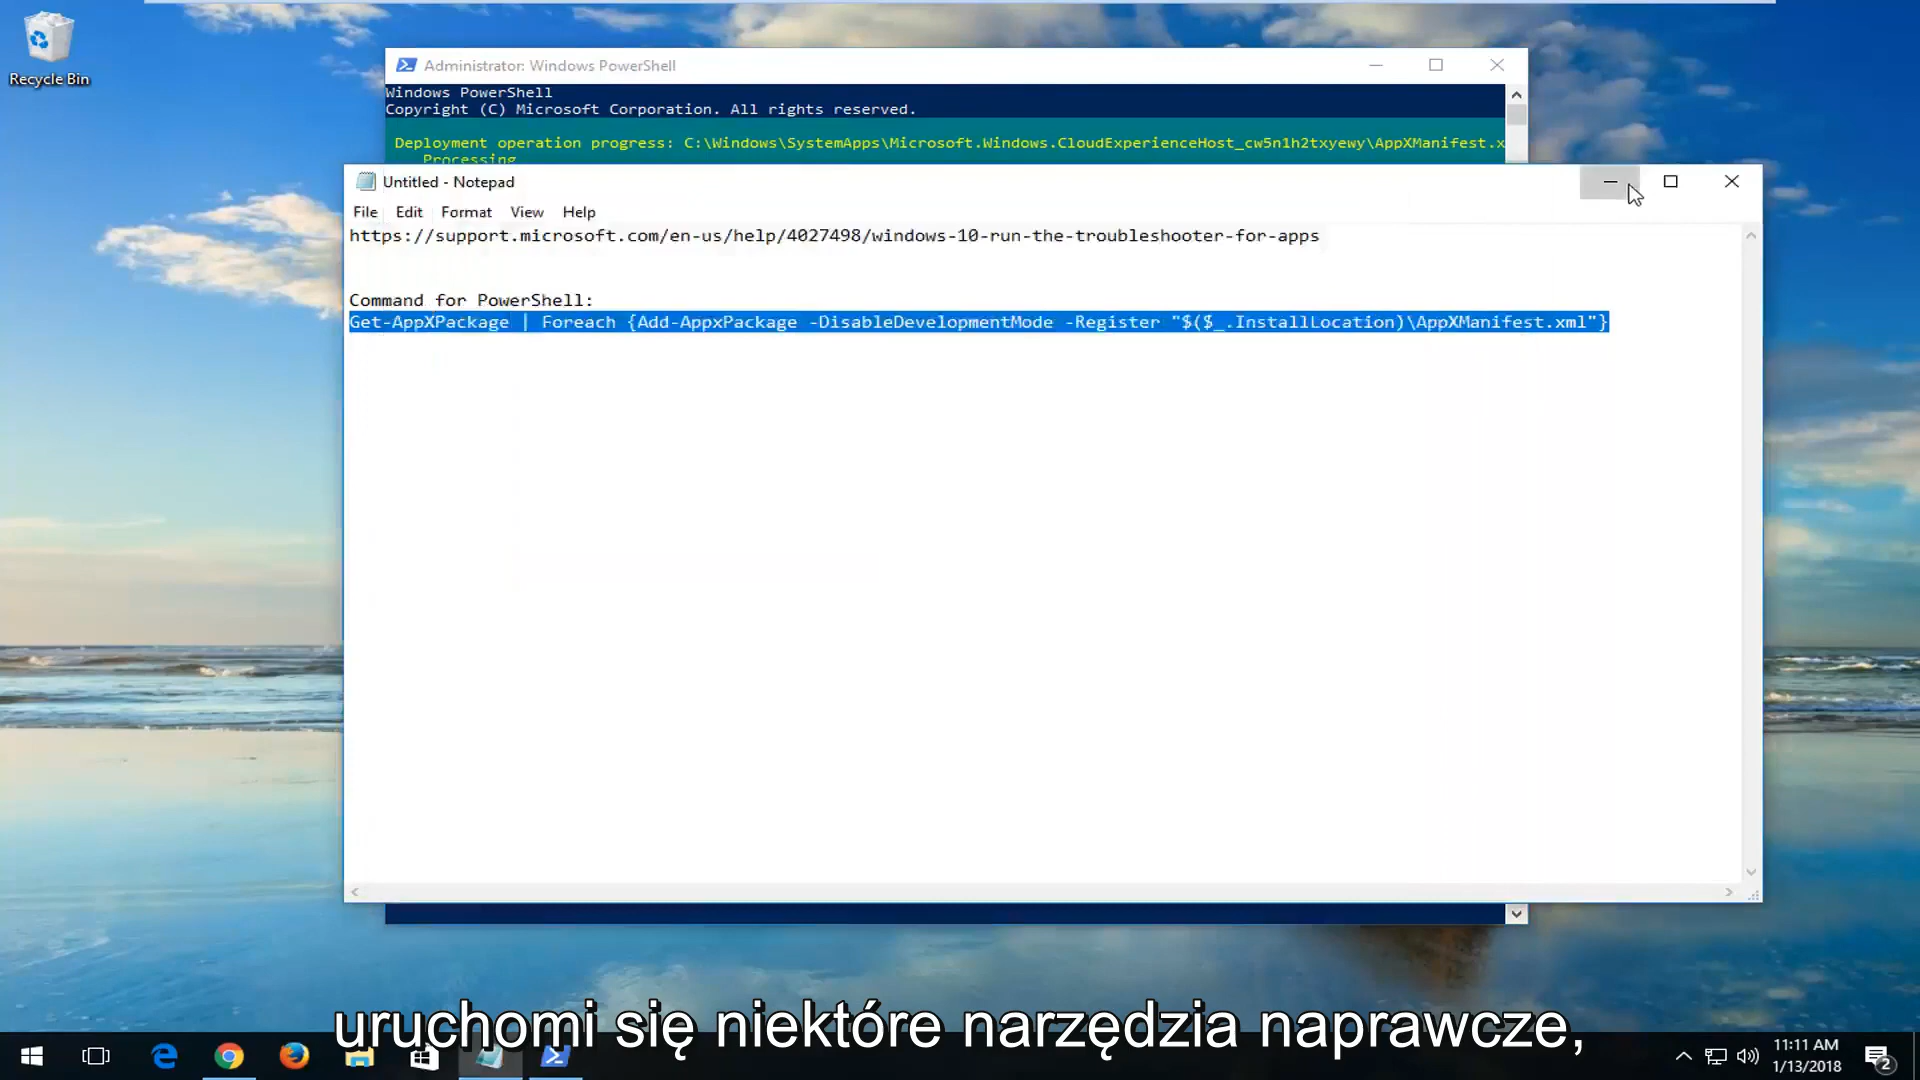 Recycle Bin
Administrator: Windows PowerShell
Windows PowerShell
Copyright (C) Microsoft Corporation. All rights reserved.
Deployment operation progress: C:\Windows\SystemApps\Microsoft.Windows.CloudExperienceHost_cw5n1h2txyewy\AppXManifest.x
Processing
Untitled - Notepad
File Edit Format View Help
https://support.microsoft.com/en-us/help/4027498/windows-10-run-the-troubleshooter-for-apps
Command for PowerShell:
Get-AppXPackage | Foreach {Add-AppxPackage -DisableDevelopmentMode -Register "$($_.InstallLocation)\AppXManifest.xml"}
uruchomi się niektóre narzędzia naprawcze,
11:11 AM
1/13/2018
2